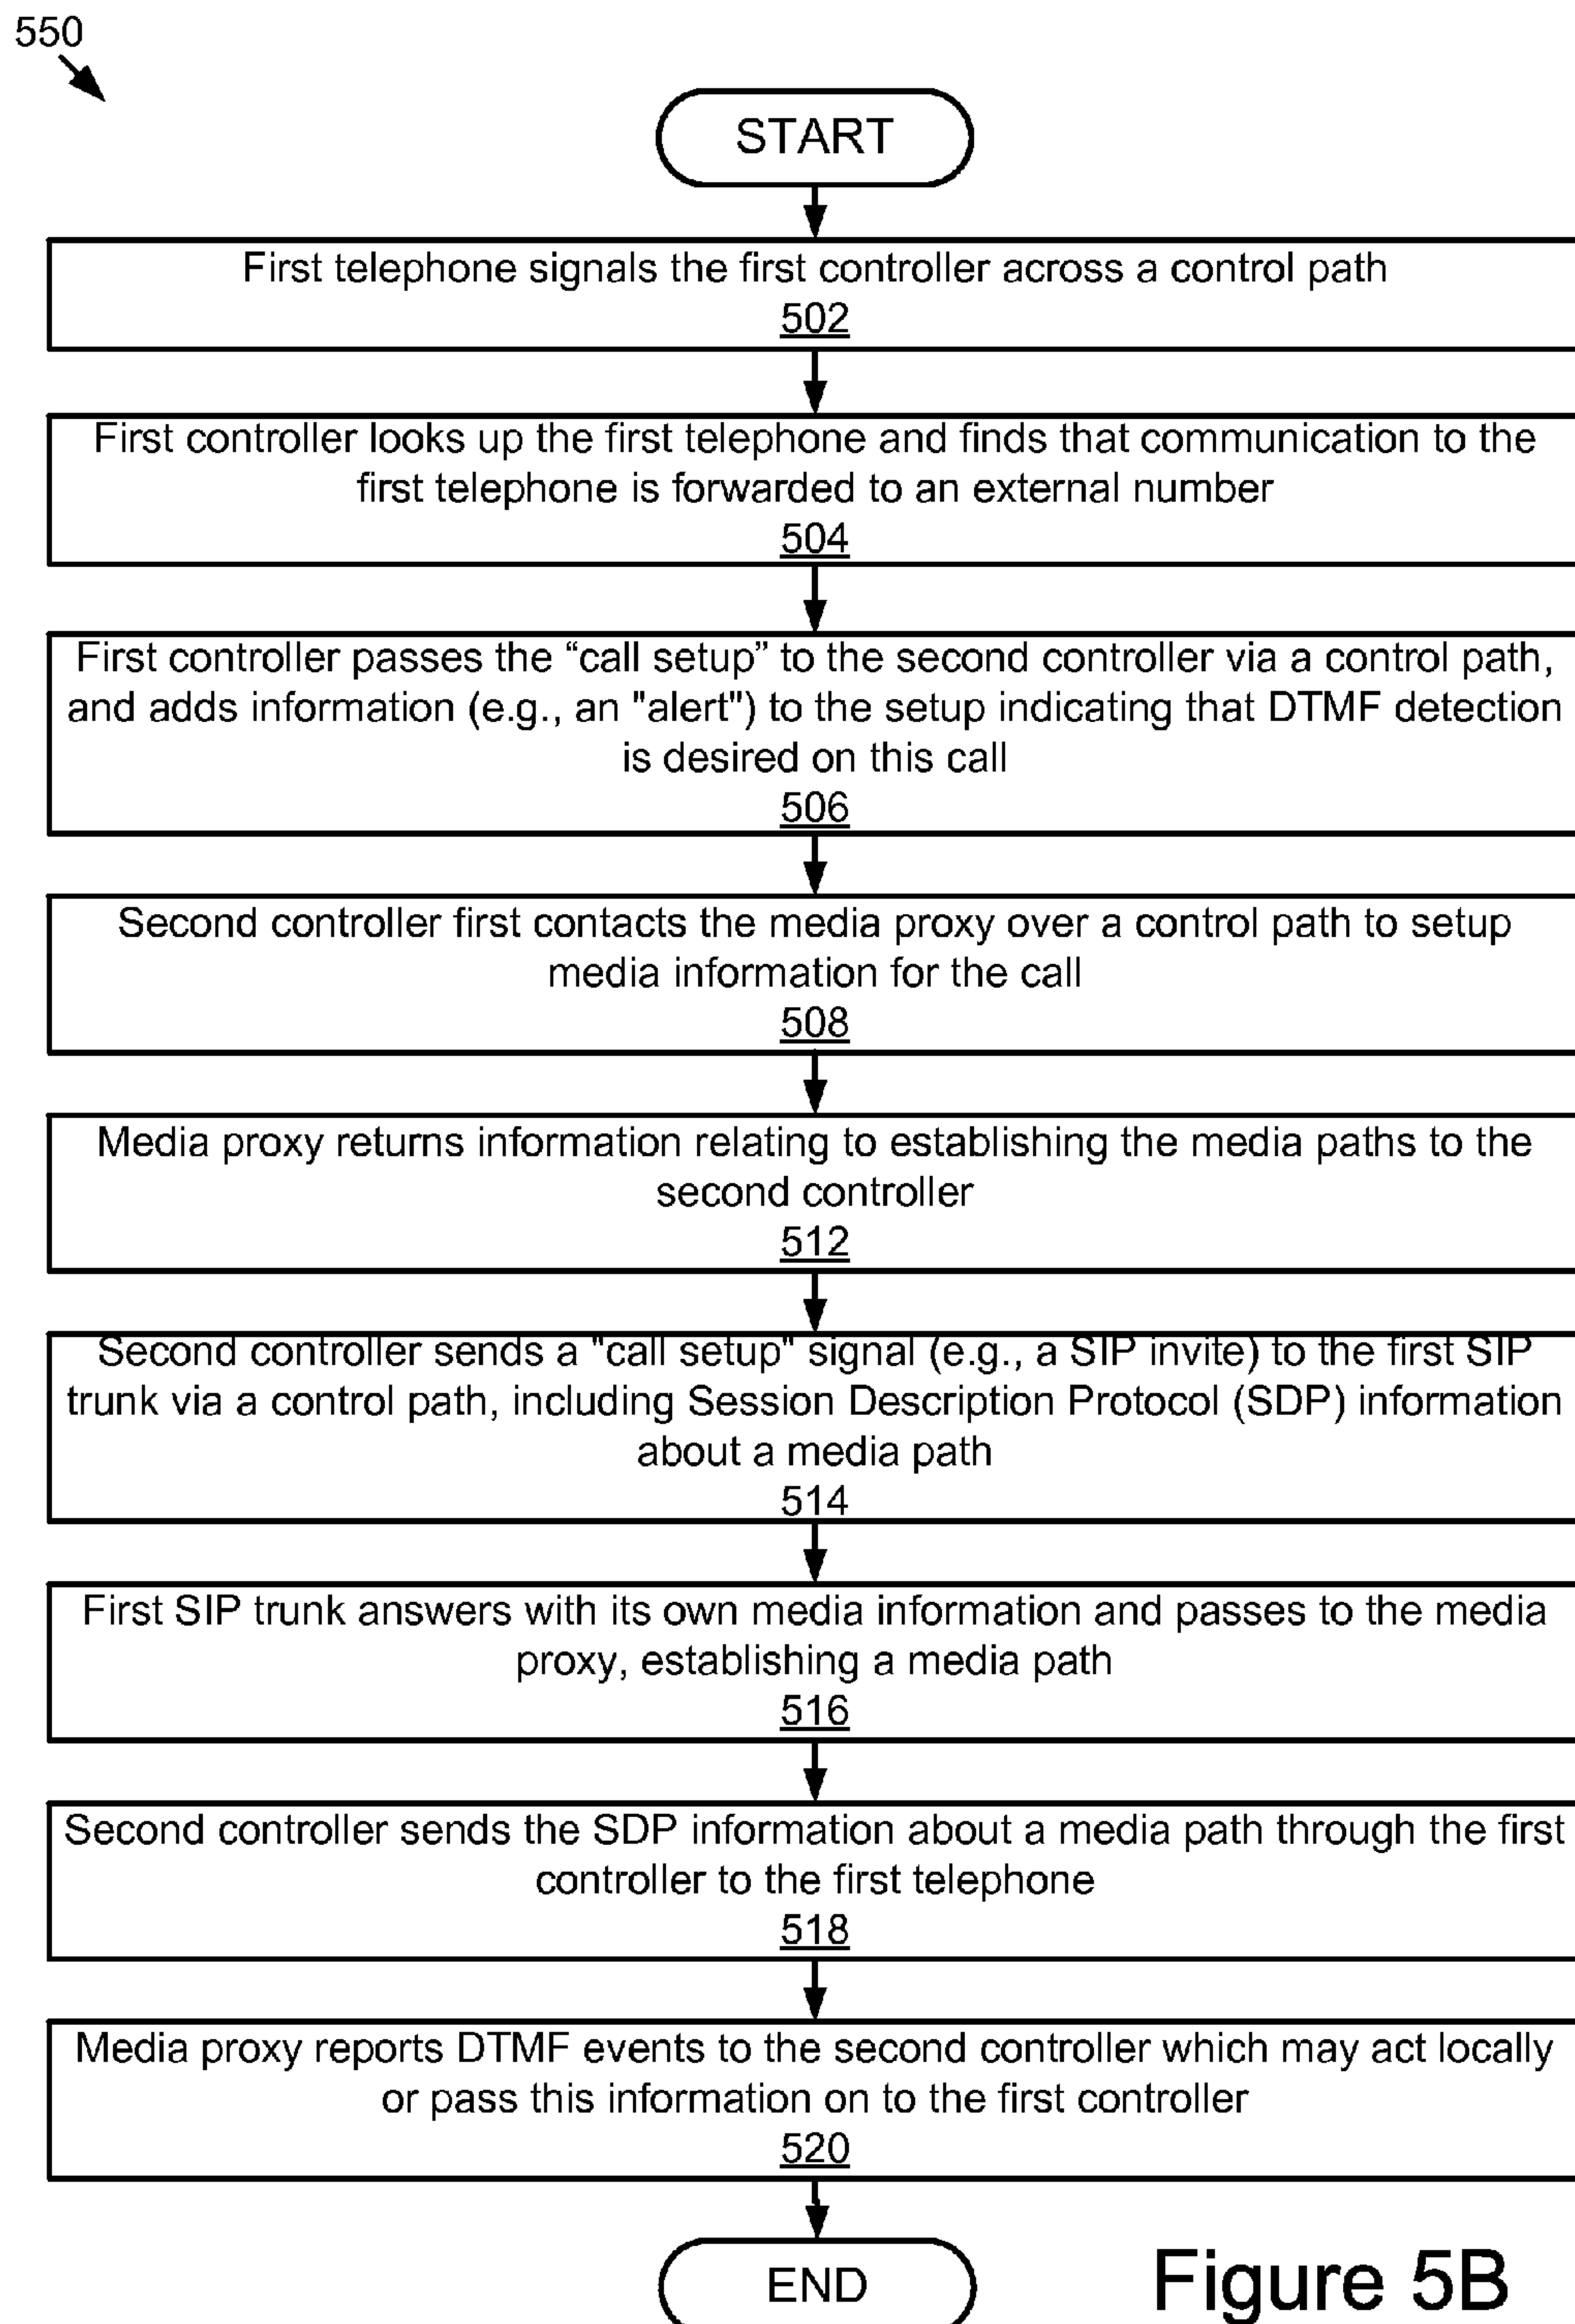 550
START
First telephone signals the first controller across a control path
502
First controller looks up the first telephone and finds that communication to the
first telephone is forwarded to an external number
504
First controller passes the “call setup” to the second controller via a control path,
and adds information (e.g., an "alert") to the setup indicating that DTMF detection
is desired on this call
506
Second controller first contacts the media proxy over a control path to setup
media information for the call
508
Media proxy returns information relating to establishing the media paths to the
second controller
512
Second controller sends a "call setup" signal (e.g., a SIP invite) to the first SIP
trunk via a control path, including Session Description Protocol (SDP) information
about a media path
514
First SIP trunk answers with its own media information and passes to the media
proxy, establishing a media path
516
Second controller sends the SDP information about a media path through the first
controller to the first telephone
518
Media proxy reports DTMF events to the second controller which may act locally
or pass this information on to the first controller
520
END
Figure 5B